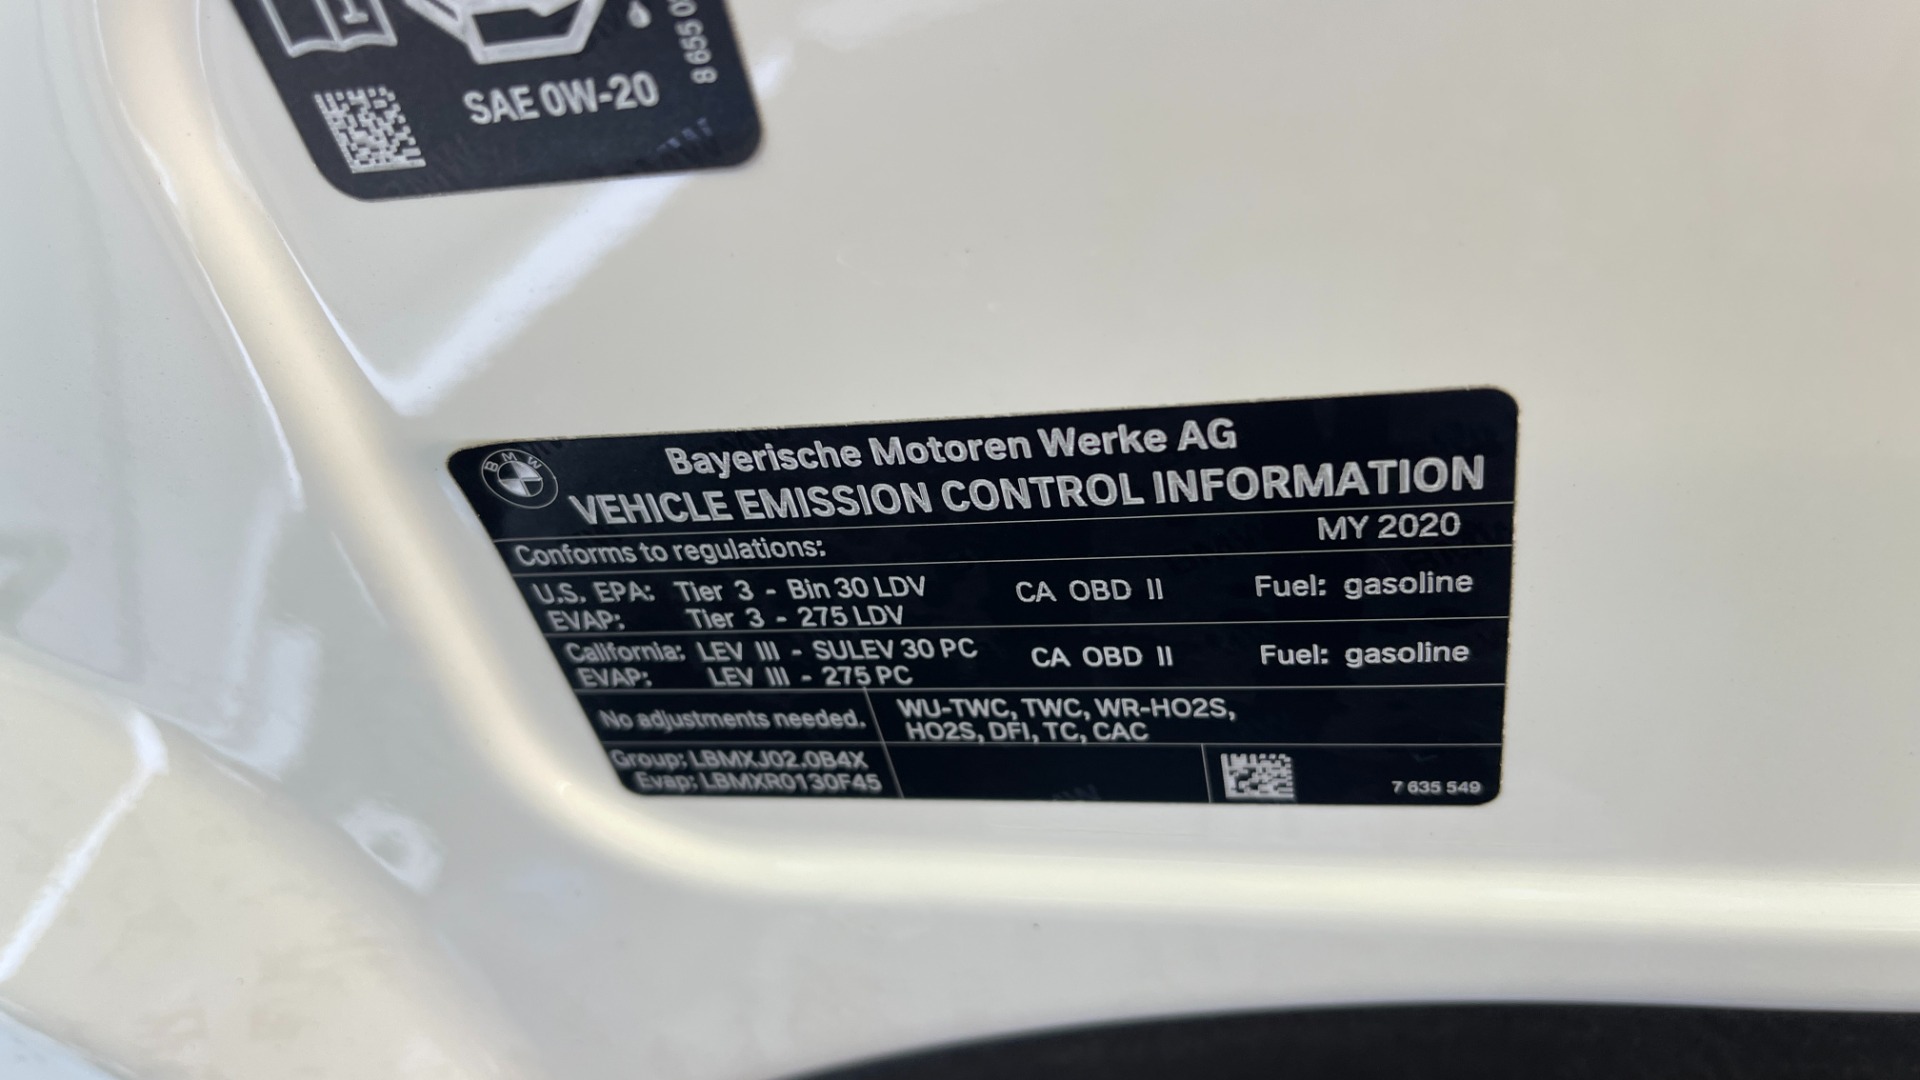 SAE 0W-20
8655 0
BMW
Bayerische Motoren Werke AG
VEHICLE EMISSION CONTROL INFORMATION
Conforms to regulations: MY 2020
U.S. EPA: Tier 3 - Bin 30 LDV CA OBD II Fuel: gasoline
EVAP: Tier 3 - 275 LDV
California: LEV III - SULEV 30 PC CA OBD II Fuel: gasoline
EVAP: LEV III - 275 PC
No adjustments needed. WU-TWC, TWC, WR-HO2S,
HO2S, DFI, TC, CAC
Group: LBMXJ02.0B4X
Evap: LBMXR0130F45
7 635 549